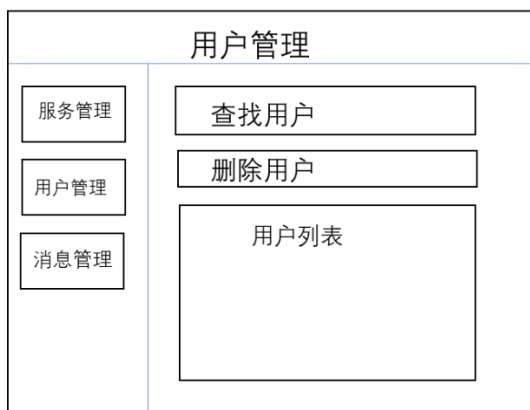 用户管理
服务管理
用户管理
消息管理
查找用户
删除用户
用户列表